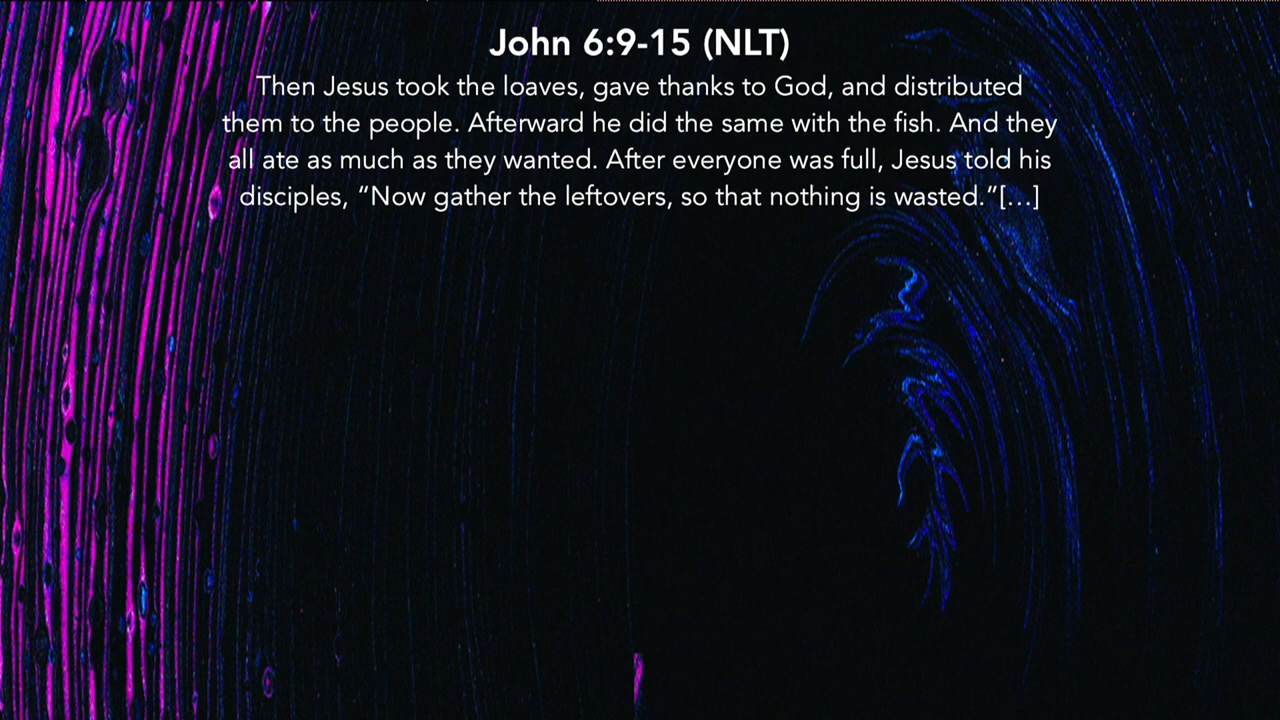 John 6:9-15 (NLT)
Then Jesus took the loaves, gave thanks to God, and distributed
them to the people. Afterward he did the same with the fish. And they
all ate as much as they wanted. After everyone was full, Jesus told his
disciples, “Now gather the leftovers, so that nothing is wasted.”[…]